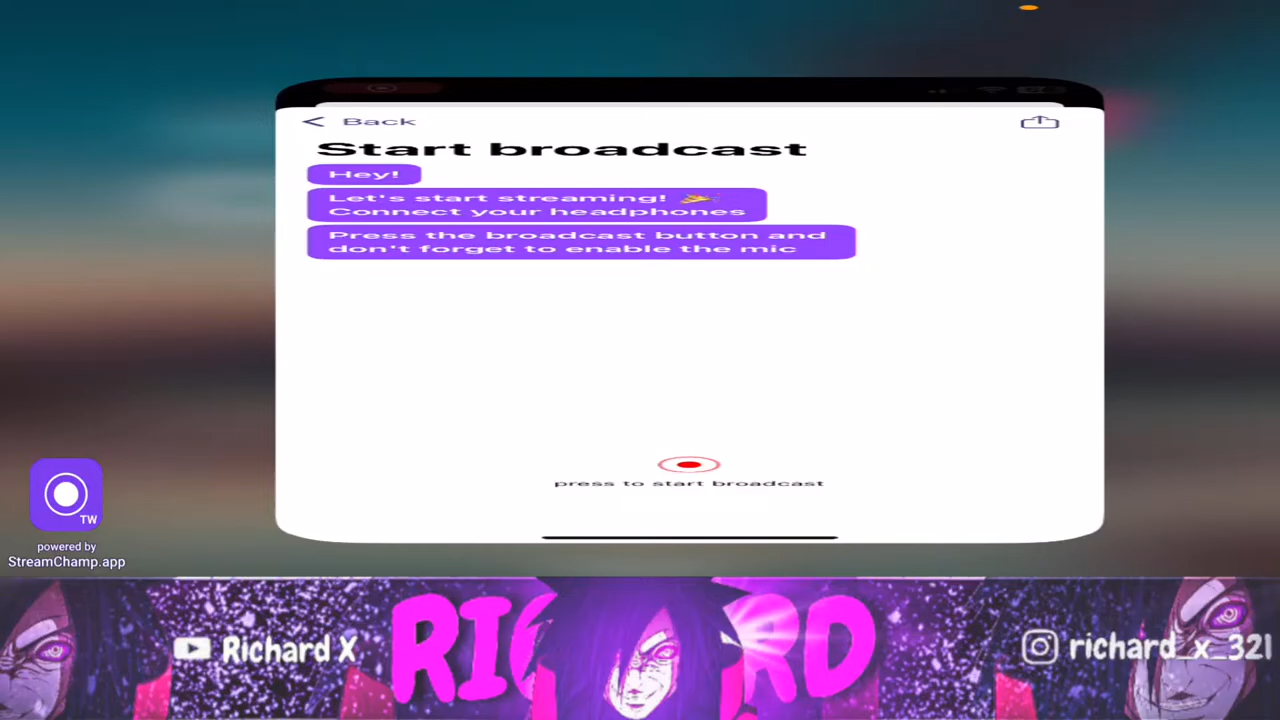 Back
Start broadcast
Hey!
Let's start streaming! 🎉
Connect your headphones
Press the broadcast button and
don't forget to enable the mic
press to start broadcast
TW
powered by
StreamChamp.app
Richard X
RICHARD
richard_x_321